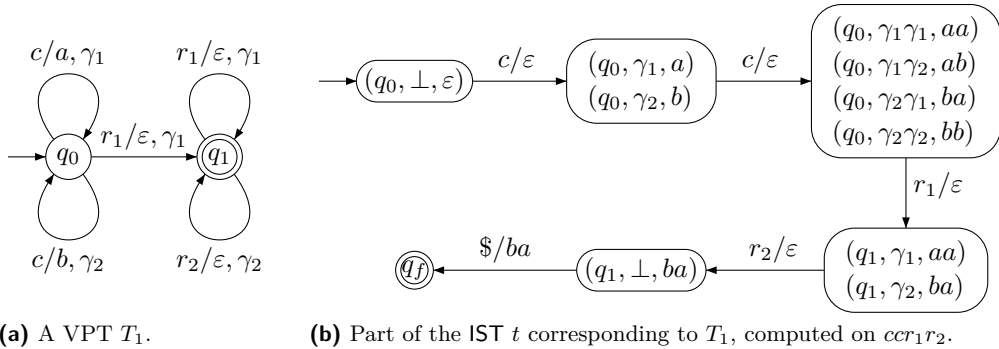 c/a, γ₁
r₁/ε, γ₁
q₀
r₁/ε, γ₁
q₁
c/b, γ₂
r₂/ε, γ₂
(a) A VPT T₁.
(q₀, ⊥, ε)
c/ε
(q₀, γ₁, a)
(q₀, γ₂, b)
c/ε
(q₀, γ₁γ₁, aa)
(q₀, γ₁γ₂, ab)
(q₀, γ₂γ₁, ba)
(q₀, γ₂γ₂, bb)
r₁/ε
(q₁, γ₁, aa)
(q₁, γ₂, ba)
r₂/ε
(q₁, ⊥, ba)
$/ba
q_f
(b) Part of the IST t corresponding to T₁, computed on ccr₁r₂.